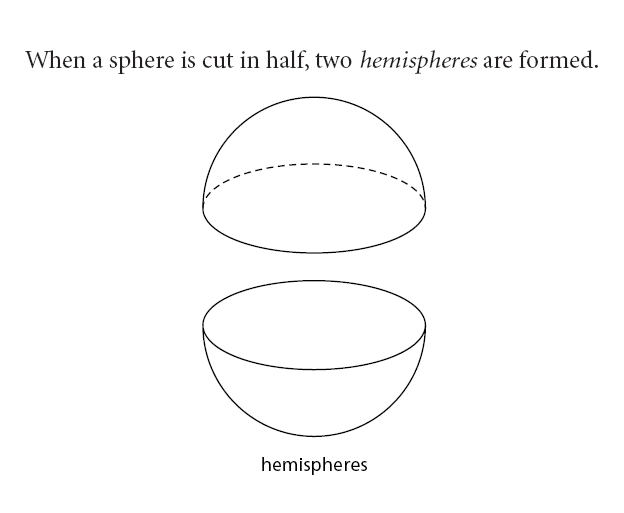 When a sphere is cut in half, two hemispheres are formed.
hemispheres